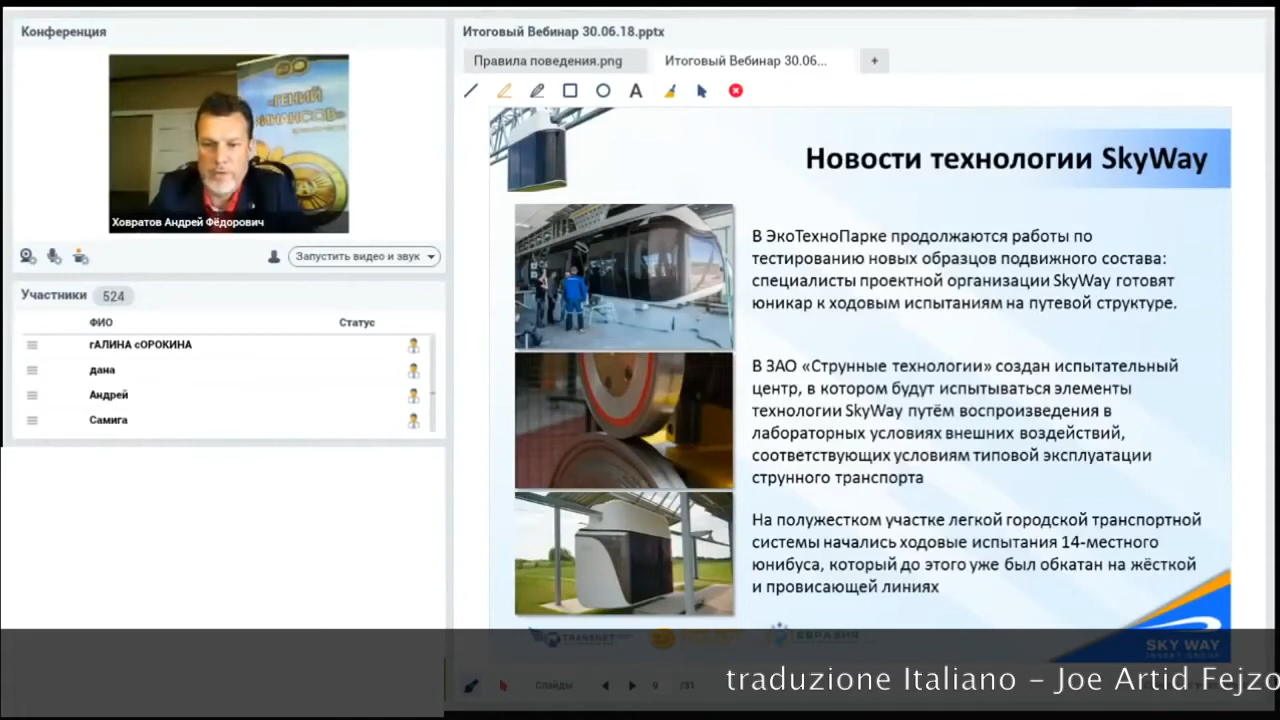 Конференция
«ГЕНИЙ
Ховратов Андрей Фёдорович
Запустить видео и звук
Участники 524
ФИО Статус
гАЛИНА сОРОКИНА
дана
Андрей
Самига
Итоговый Вебинар 30.06.18.pptx
Правила поведения.png Итоговый Вебинар 30.06... +
A
Новости технологии SkyWay
В ЭкоТехноПарке продолжаются работы по
тестированию новых образцов подвижного состава:
специалисты проектной организации SkyWay готовят
юникар к ходовым испытаниям на путевой структуре.
В ЗАО «Струнные технологии» создан испытательный
центр, в котором будут испытываться элементы
технологии SkyWay путём воспроизведения в
лабораторных условиях внешних воздействий,
соответствующих условиям типовой эксплуатации
струнного транспорта
На полужестком участке легкой городской транспортной
системы начались ходовые испытания 14-местного
юнибуса, который до этого уже был обкатан на жёсткой
и провисающей линиях
TRANSNET ЕВРАЗИЯ
SKY WAY
Слайды 9 /31
traduzione Italiano – Joe Artid Fejzo